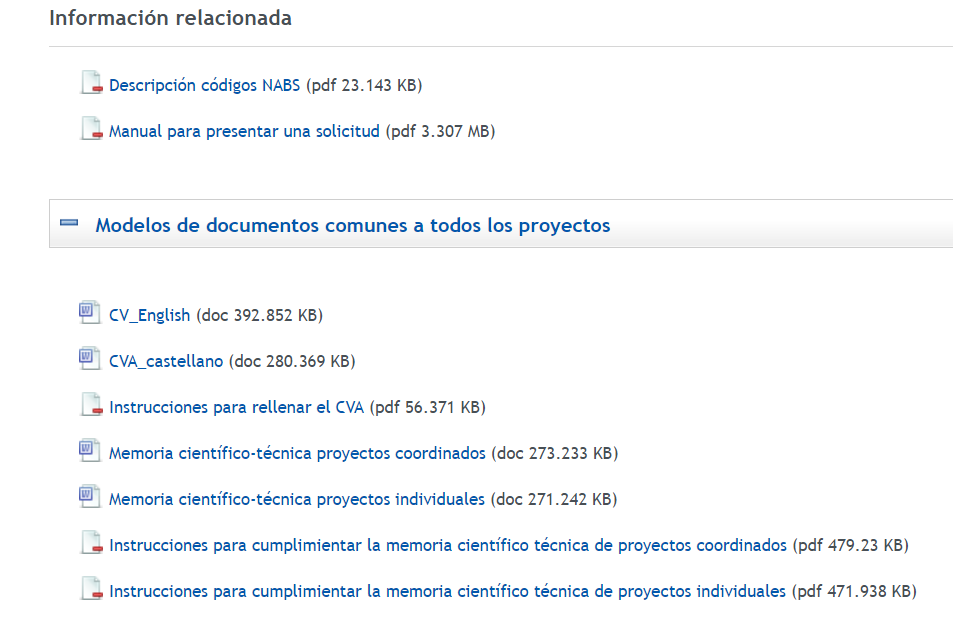 Información relacionada
Descripción códigos NABS (pdf 23.143 KB)
Manual para presentar una solicitud (pdf 3.307 MB)
Modelos de documentos comunes a todos los proyectos
CV_English (doc 392.852 KB)
CVA_castellano (doc 280.369 KB)
Instrucciones para rellenar el CVA (pdf 56.371 KB)
Memoria científico-técnica proyectos coordinados (doc 273.233 KB)
Memoria científico-técnica proyectos individuales (doc 271.242 KB)
Instrucciones para cumplimientar la memoria científico técnica de proyectos coordinados (pdf 479.23 KB)
Instrucciones para cumplimientar la memoria científico técnica de proyectos individuales (pdf 471.938 KB)